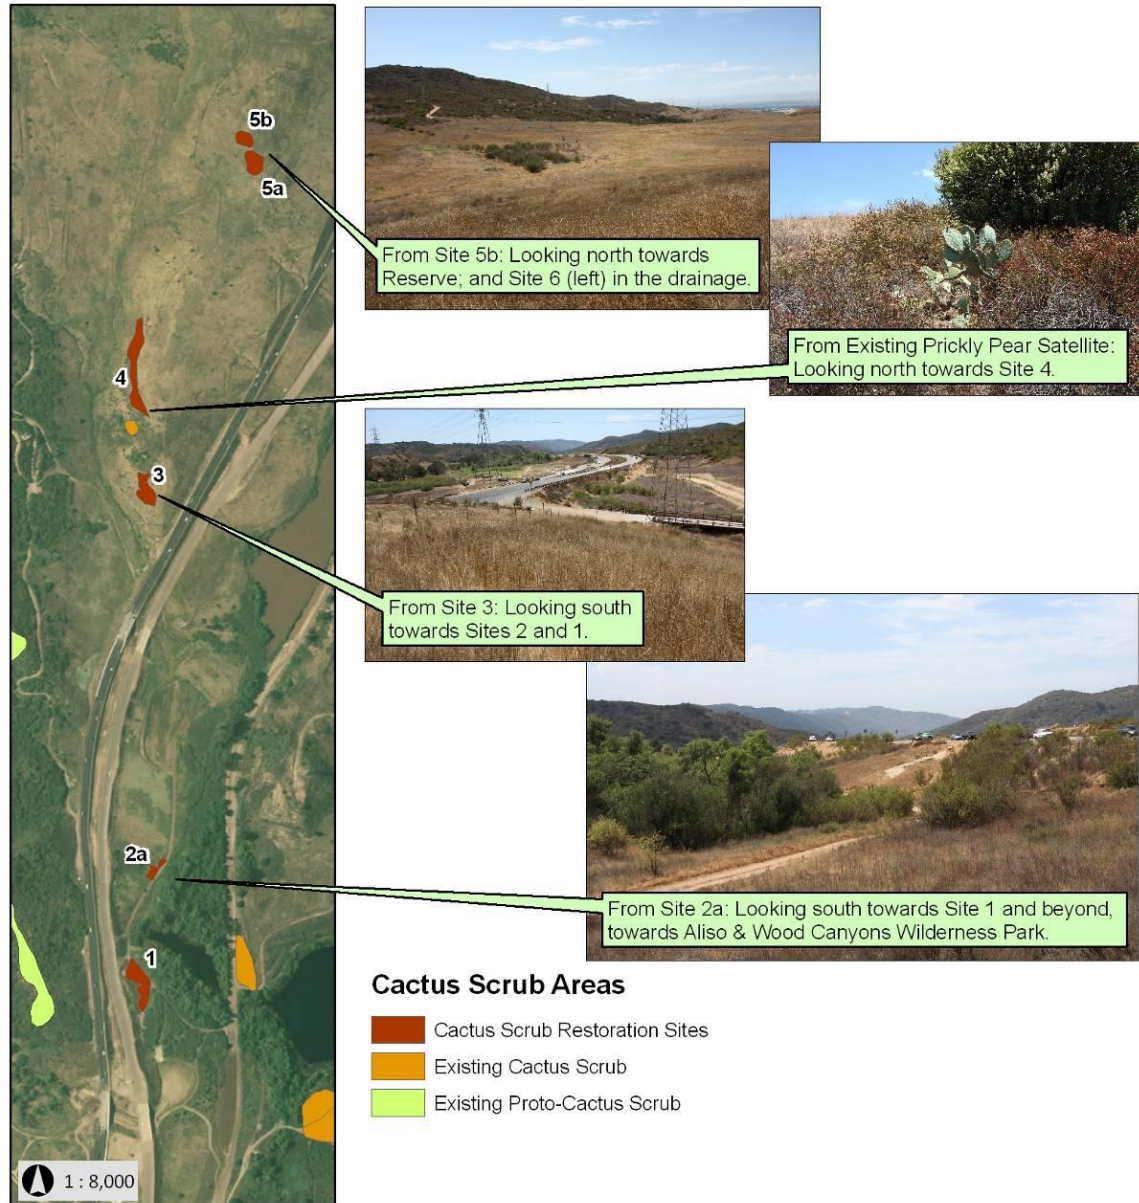 5b
5a
From Site 5b: Looking north towards
Reserve; and Site 6 (left) in the drainage.
From Existing Prickly Pear Satellite:
Looking north towards Site 4.
4
3
From Site 3: Looking south
towards Sites 2 and 1.
2a
From Site 2a: Looking south towards Site 1 and beyond,
towards Aliso & Wood Canyons Wilderness Park.
1
Cactus Scrub Areas
Cactus Scrub Restoration Sites
Existing Cactus Scrub
Existing Proto-Cactus Scrub
1 : 8,000